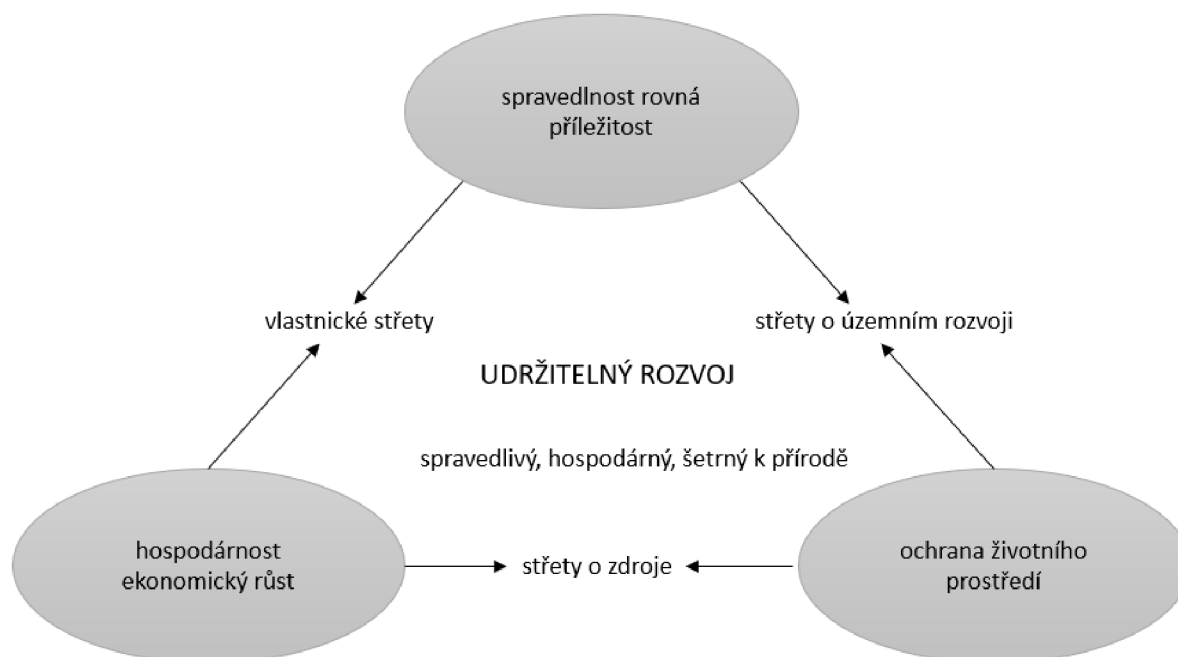 spravedlnost rovná
příležitost
vlastnické střety
střety o územním rozvoji
UDRŽITELNÝ ROZVOJ
spravedlivý, hospodárný, šetrný k přírodě
hospodárnost
ekonomický růst
střety o zdroje
ochrana životního
prostředí